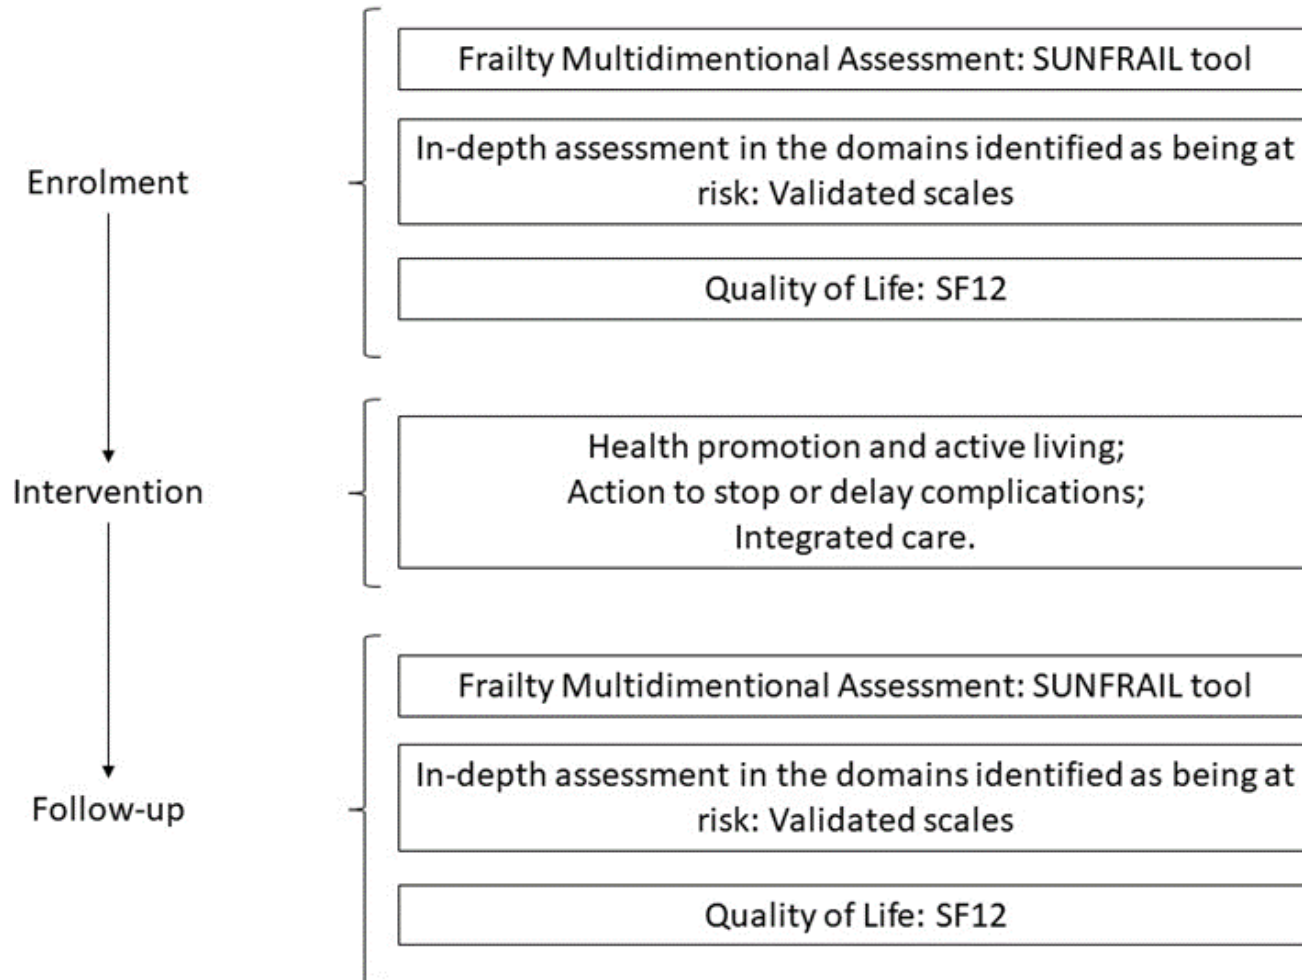 Frailty Multidimentional Assessment: SUNFRAIL tool
In-depth assessment in the domains identified as being at
risk: Validated scales
Enrolment
Quality of Life: SF12
Health promotion and active living;
Intervention
Action to stop or delay complications;
Integrated care.
Frailty Multidimentional Assessment: SUNFRAIL tool
In-depth assessment in the domains identified as being at
risk: Validated scales
Follow-up
Quality of Life: SF12